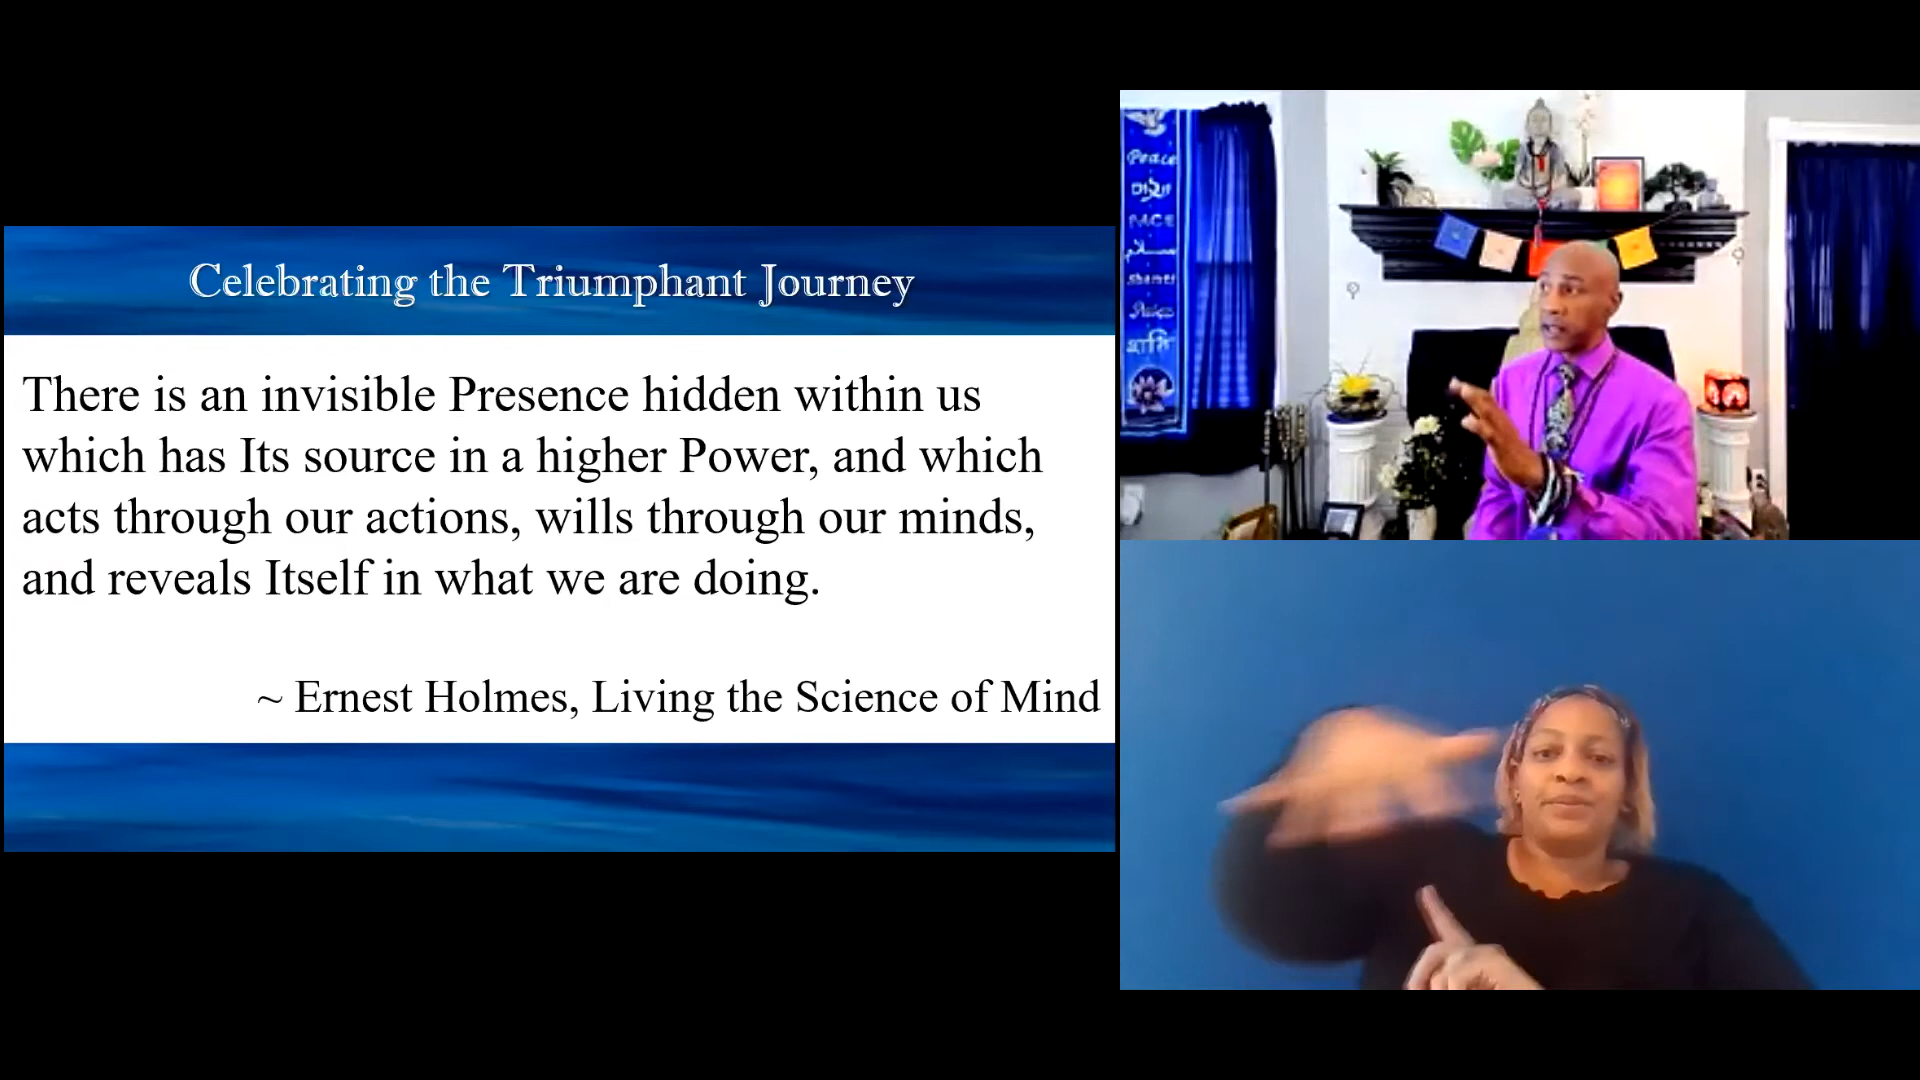 Celebrating the Triumphant Journey
There is an invisible Presence hidden within us
which has Its source in a higher Power, and which
acts through our actions, wills through our minds,
and reveals Itself in what we are doing.
~ Ernest Holmes, Living the Science of Mind
Peace